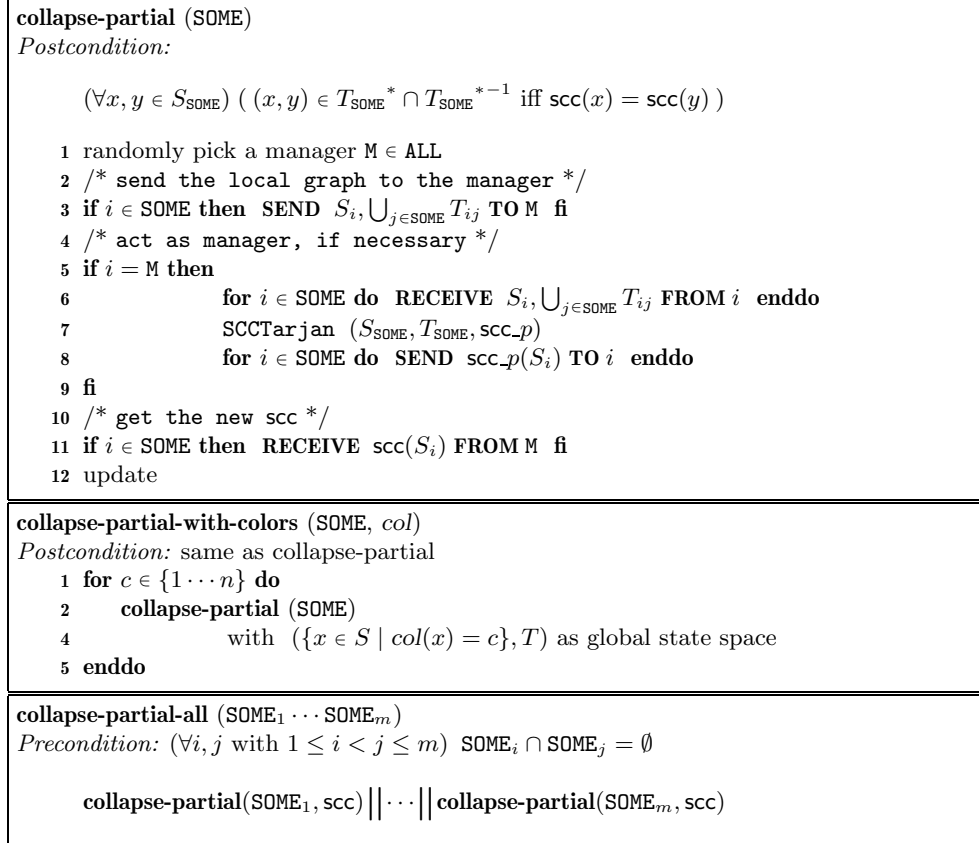 collapse-partial (SOME)
Postcondition:
(∀x, y ∈ S_SOME) ( (x, y) ∈ T_SOME^* ∩ T_SOME^{*−1} iff scc(x) = scc(y) )
1 randomly pick a manager M ∈ ALL
2 /* send the local graph to the manager */
3 if i ∈ SOME then SEND S_i, ⋃_{j∈SOME} T_{ij} TO M fi
4 /* act as manager, if necessary */
5 if i = M then
6 for i ∈ SOME do RECEIVE S_i, ⋃_{j∈SOME} T_{ij} FROM i enddo
7 SCCTarjan (S_SOME, T_SOME, scc_p)
8 for i ∈ SOME do SEND scc_p(S_i) TO i enddo
9 fi
10 /* get the new scc */
11 if i ∈ SOME then RECEIVE scc(S_i) FROM M fi
12 update
collapse-partial-with-colors (SOME, col)
Postcondition: same as collapse-partial
1 for c ∈ {1 ⋯ n} do
2 collapse-partial (SOME)
4 with ({x ∈ S | col(x) = c}, T) as global state space
5 enddo
collapse-partial-all (SOME_1 ⋯ SOME_m)
Precondition: (∀i, j with 1 ≤ i < j ≤ m) SOME_i ∩ SOME_j = ∅
collapse-partial(SOME_1, scc) || ⋯ || collapse-partial(SOME_m, scc)